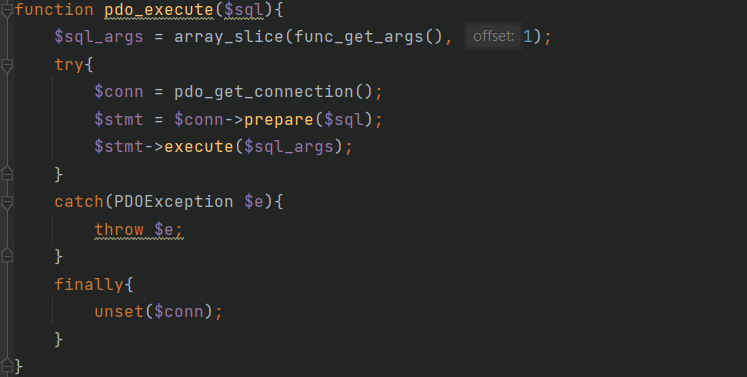 function pdo_execute($sql){
    $sql_args = array_slice(func_get_args(), offset: 1);
    try{
        $conn = pdo_get_connection();
        $stmt = $conn->prepare($sql);
        $stmt->execute($sql_args);
    }
    catch(PDOException $e){
        throw $e;
    }
    finally{
        unset($conn);
    }
}